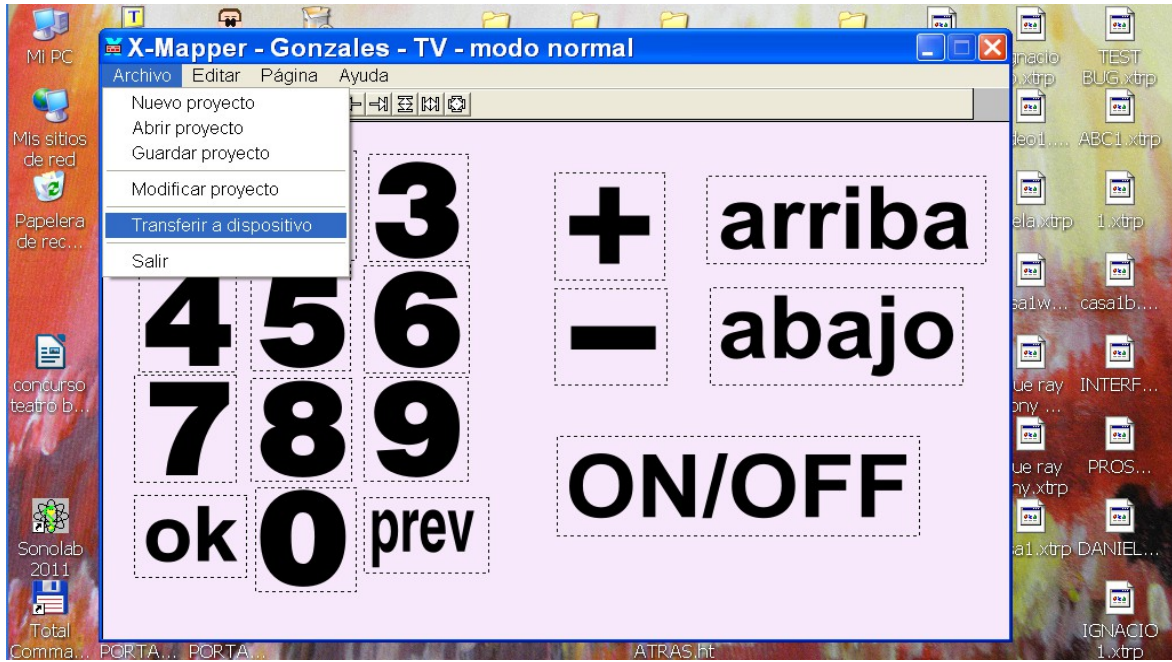 X-Mapper - Gonzales - TV - modo normal
Archivo Editar Página Ayuda
Nuevo proyecto
Abrir proyecto
Guardar proyecto
Modificar proyecto
Transferir a dispositivo
Salir
3
4 5 6
7 8 9
ok 0 prev
+ arriba
− abajo
ON/OFF
Mi PC
Mis sitios
de red
Papelera
de rec...
concurso
teatro b...
Sonolab
2011
Total
Comma...
PORTA... PORTA...
ATRAS.ht
TEST
BUG.xtrp
ABC1.xtrp
1.xtrp
casa1b....
INTERF...
PROS...
DANIEL...
IGNACIO
1.xtrp